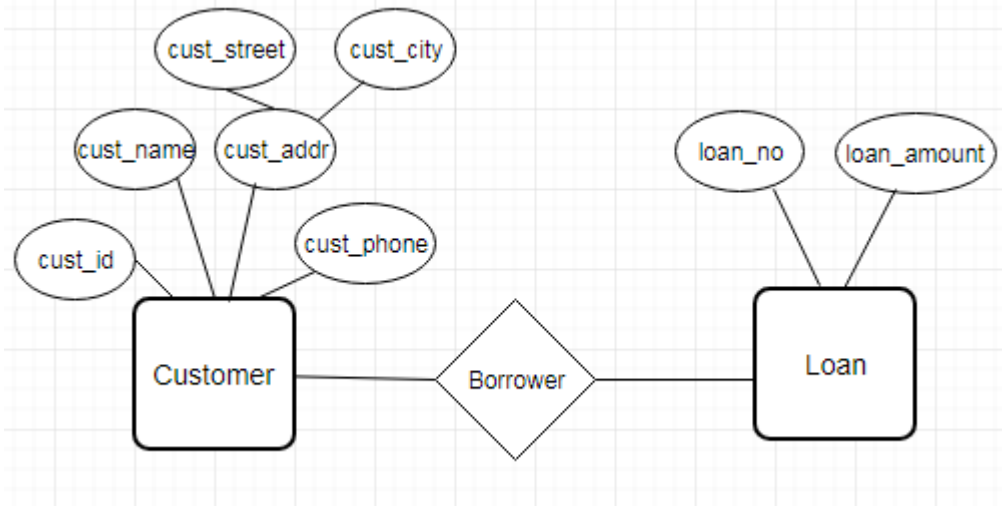 cust_street
cust_city
cust_name
cust_addr
loan_no
loan_amount
cust_id
cust_phone
Customer
Borrower
Loan